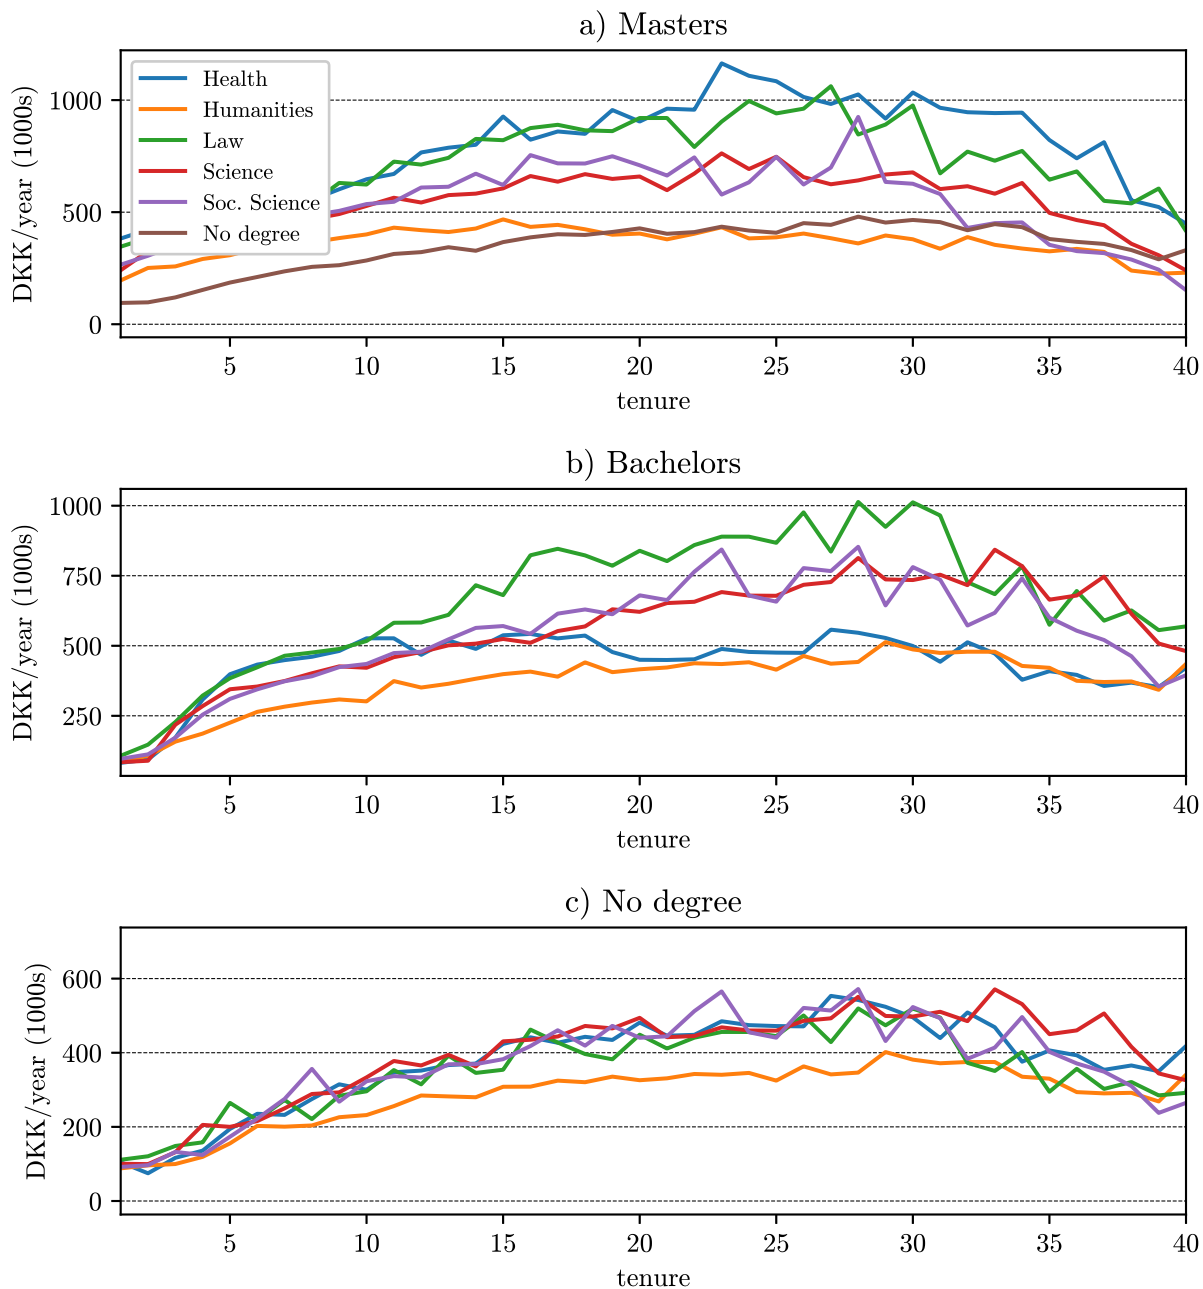 a) Masters
DKK/year (1000s)
1000
500
0
Health
Humanities
Law
Science
Soc. Science
No degree
5 10 15 20 25 30 35 40
tenure
b) Bachelors
DKK/year (1000s)
1000
750
500
250
5 10 15 20 25 30 35 40
tenure
c) No degree
DKK/year (1000s)
600
400
200
0
5 10 15 20 25 30 35 40
tenure